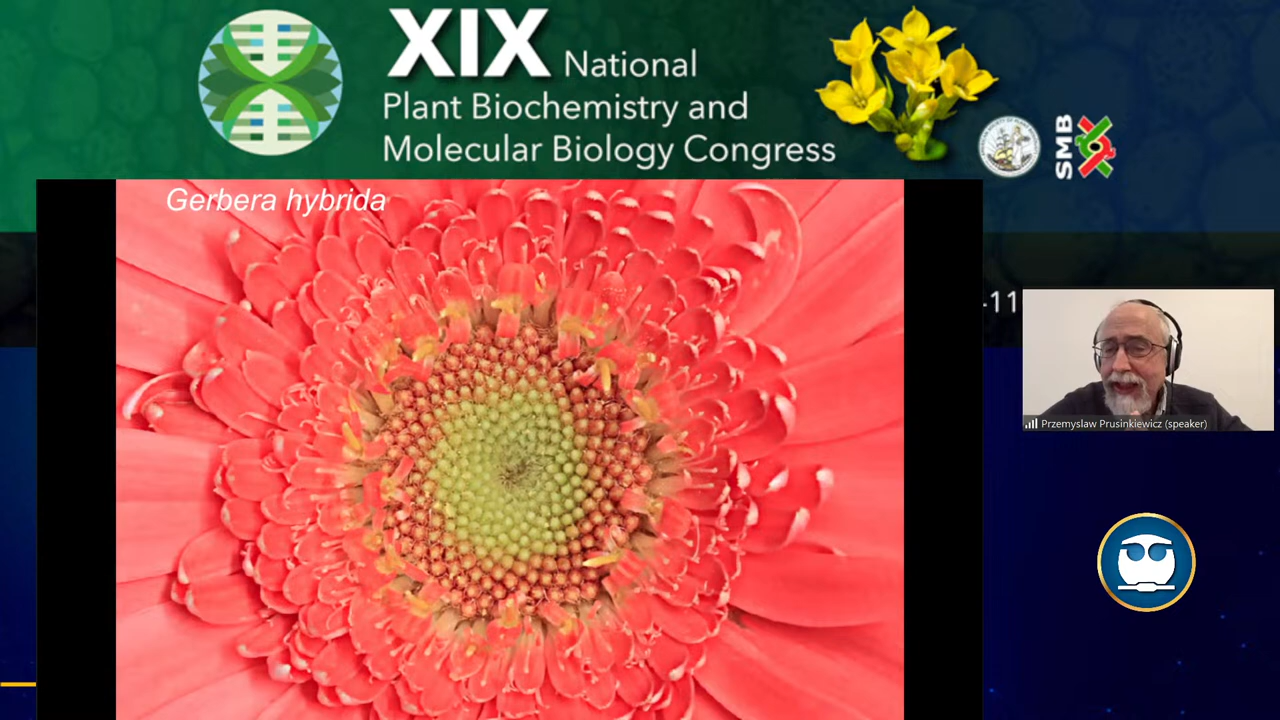 XIX National
Plant Biochemistry and
Molecular Biology Congress
SMB
Gerbera hybrida
-11
Przemyslaw Prusinkiewicz (speaker)